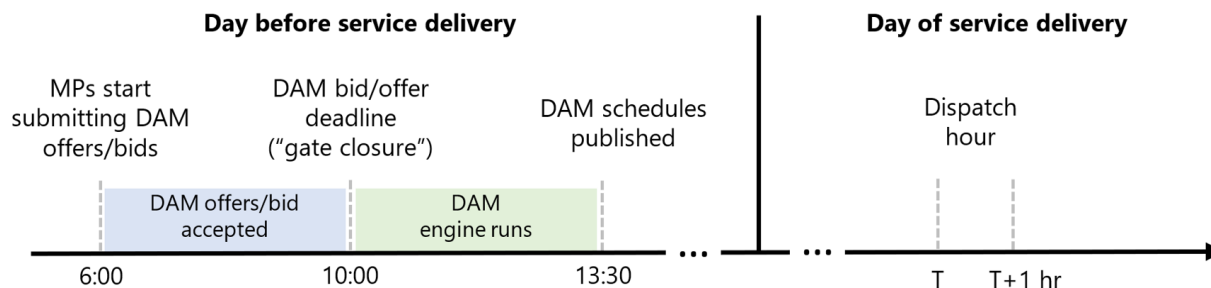 Day before service delivery
Day of service delivery
MPs start
submitting DAM
offers/bids
DAM bid/offer
deadline
(“gate closure”)
DAM schedules
published
Dispatch
hour
DAM offers/bid
accepted
DAM
engine runs
...
...
6:00
10:00
13:30
T
T+1 hr